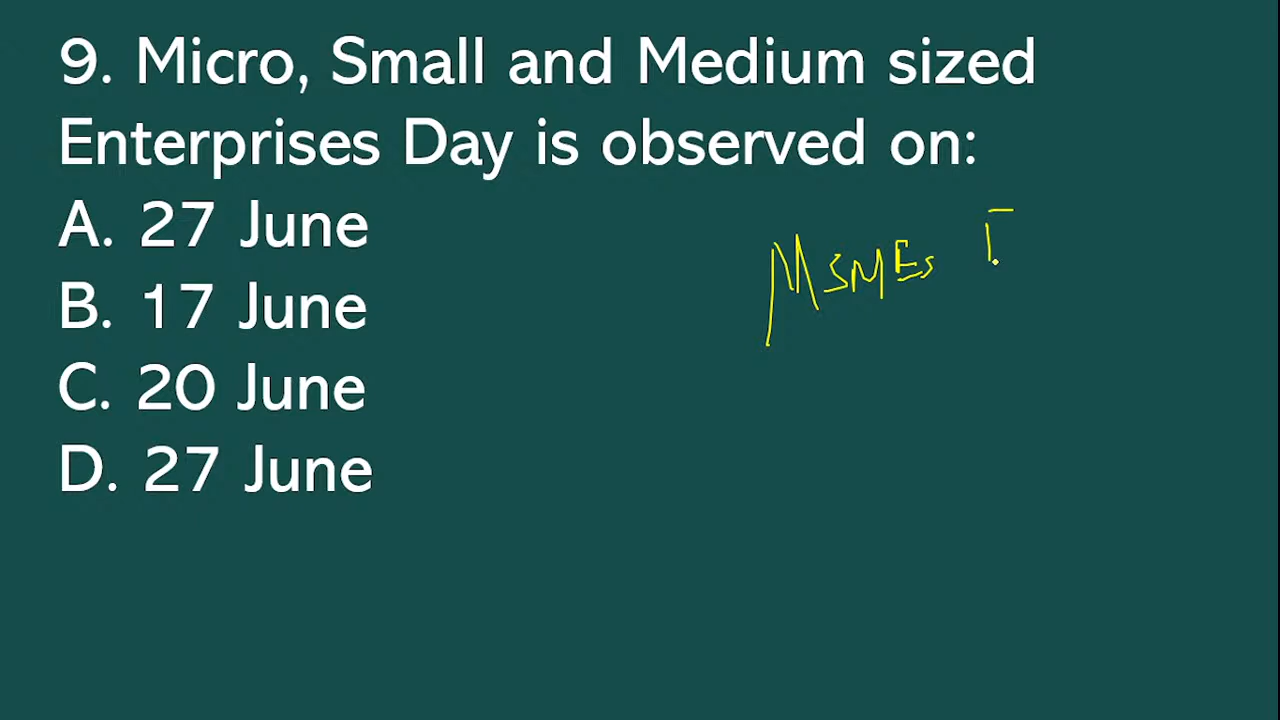 9. Micro, Small and Medium sized
Enterprises Day is observed on:
A. 27 June
MSMEs
B. 17 June
C. 20 June
D. 27 June